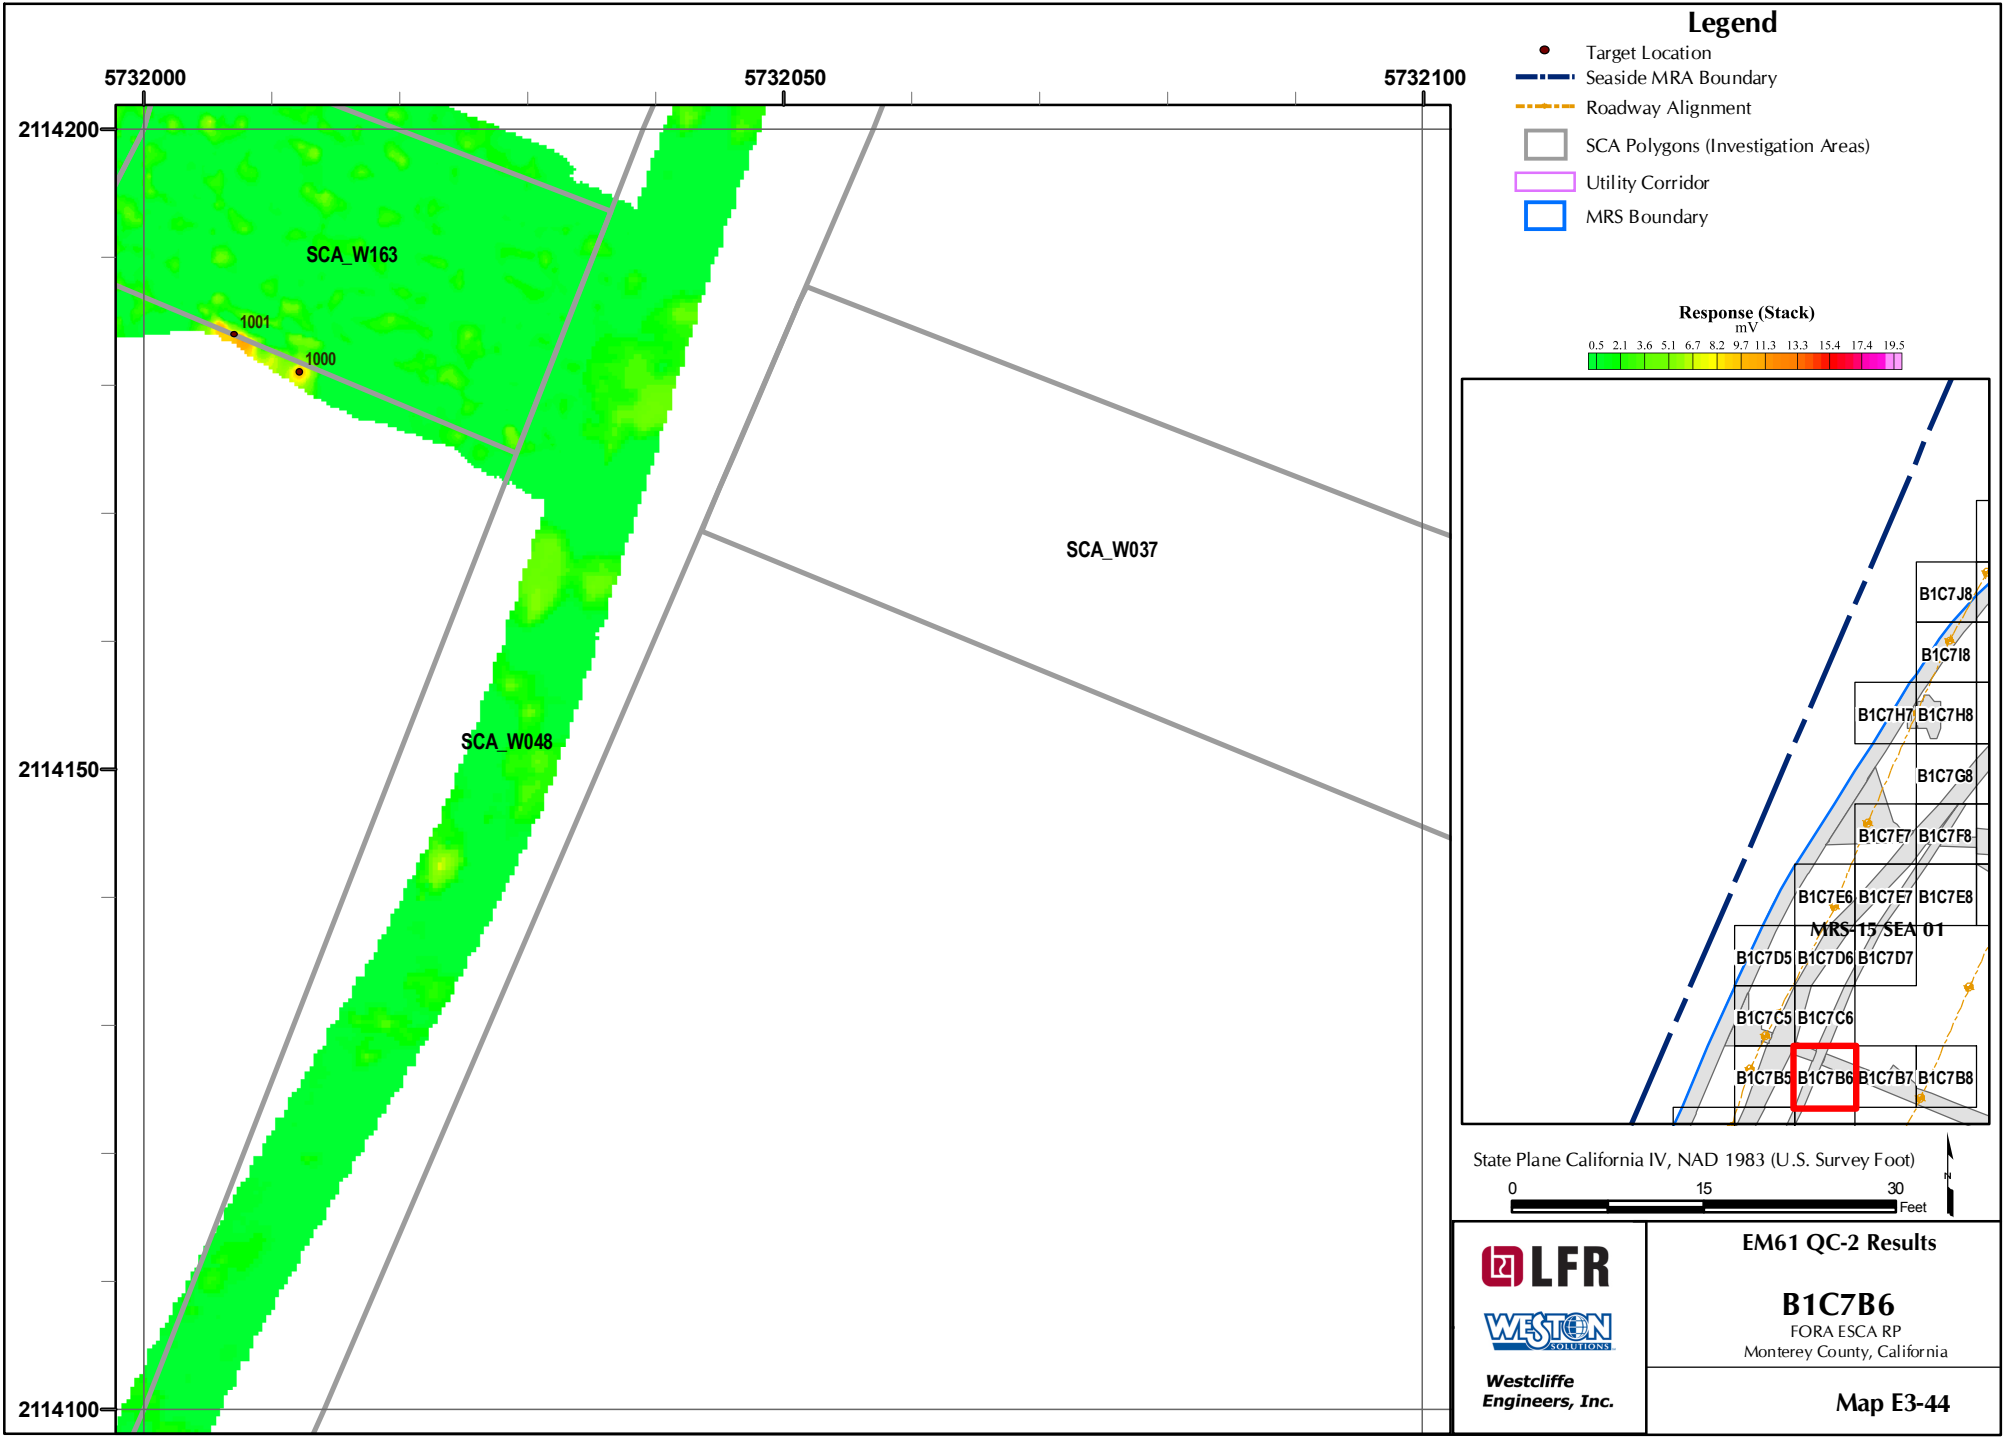 5732000
5732050
5732100
2114200
2114150
2114100
SCA_W163
1001
1000
SCA_W037
SCA_W048
Legend
Target Location
Seaside MRA Boundary
Roadway Alignment
SCA Polygons (Investigation Areas)
Utility Corridor
MRS Boundary
Response (Stack)
mV
0.5 2.1 3.6 5.1 6.7 8.2 9.7 11.3 13.3 15.4 17.4 19.5
B1C7J8
B1C7I8
B1C7H7 B1C7H8
B1C7G8
B1C7F7 B1C7F8
B1C7E6 B1C7E7 B1C7E8
MRS-15 SEA 01
B1C7D5 B1C7D6 B1C7D7
B1C7C5 B1C7C6
B1C7B5 B1C7B6 B1C7B7 B1C7B8
State Plane California IV, NAD 1983 (U.S. Survey Foot)
N
0 15 30
Feet
LFR
WESTON
SOLUTIONS
Westcliffe
Engineers, Inc.
EM61 QC-2 Results
B1C7B6
FORA ESCA RP
Monterey County, California
Map E3-44